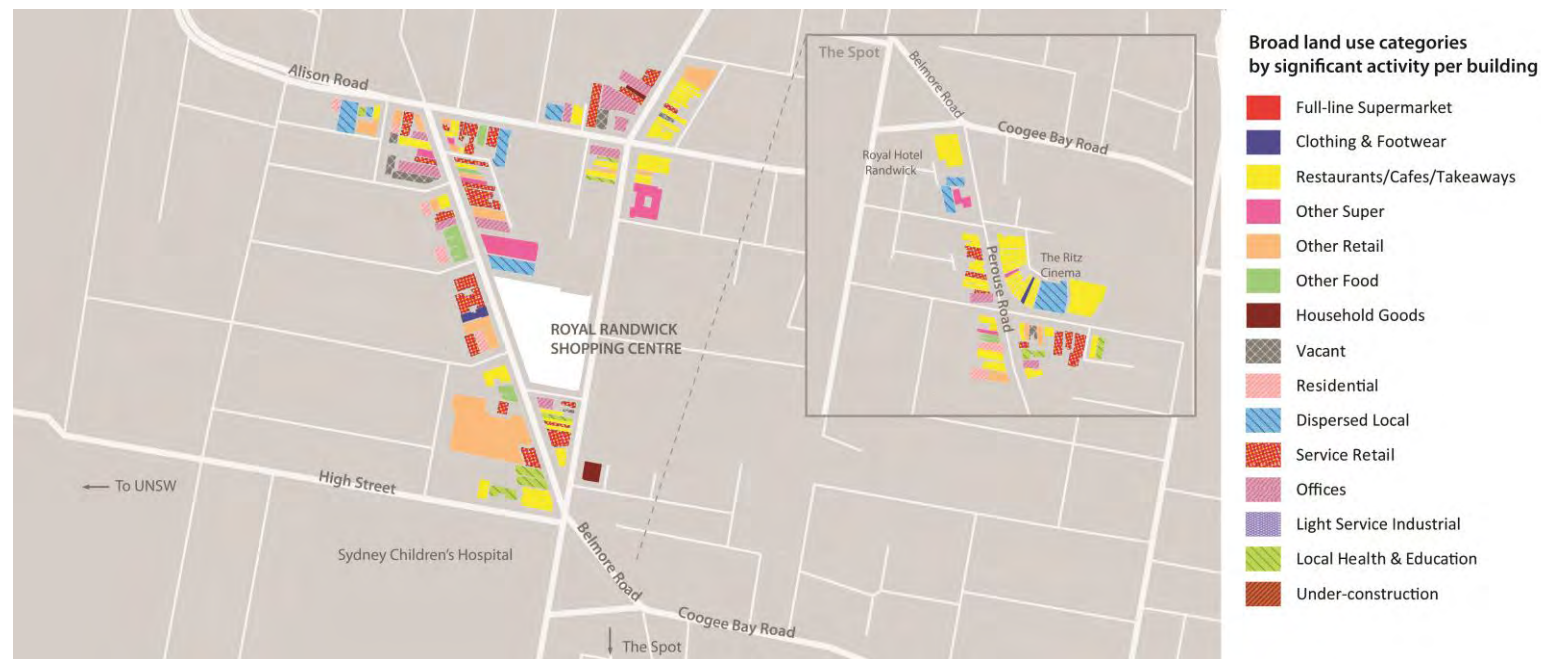 Alison Road
ROYAL RANDWICK
SHOPPING CENTRE
To UNSW
High Street
Sydney Children's Hospital
Belmore Road
Coogee Bay Road
The Spot
The Spot
Belmore Road
Coogee Bay Road
Royal Hotel
Randwick
Perouse Road
The Ritz
Cinema
Broad land use categories
by significant activity per building
Full-line Supermarket
Clothing & Footwear
Restaurants/Cafes/Takeaways
Other Super
Other Retail
Other Food
Household Goods
Vacant
Residential
Dispersed Local
Service Retail
Offices
Light Service Industrial
Local Health & Education
Under-construction